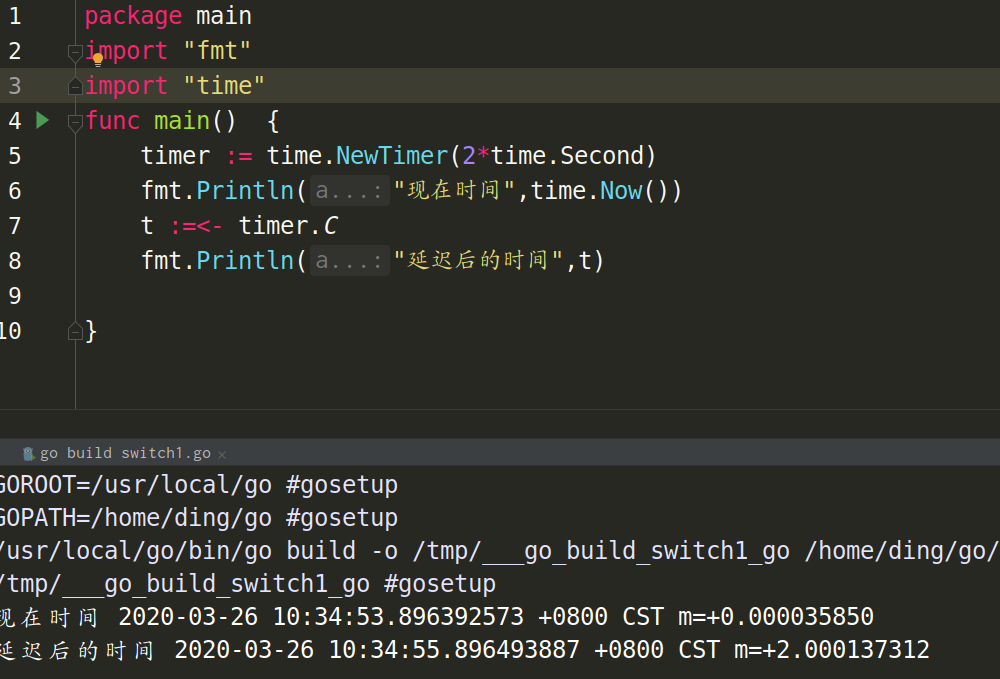 1 package main
2 import "fmt"
3 import "time"
4 func main()  {
5 timer := time.NewTimer(2*time.Second)
6 fmt.Println( a...: "现在时间",time.Now())
7 t :=<- timer.C
8 fmt.Println( a...: "延迟后的时间",t)
9
10 }
go build switch1.go ×
GOROOT=/usr/local/go #gosetup
GOPATH=/home/ding/go #gosetup
/usr/local/go/bin/go build -o /tmp/___go_build_switch1_go /home/ding/go/
/tmp/___go_build_switch1_go #gosetup
现在时间 2020-03-26 10:34:53.896392573 +0800 CST m=+0.000035850
延迟后的时间 2020-03-26 10:34:55.896493887 +0800 CST m=+2.000137312